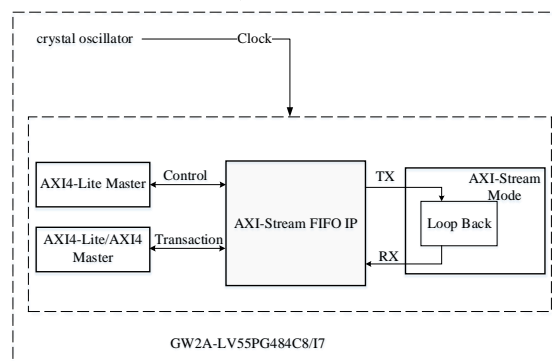 crystal oscillator
Clock
AXI4-Lite Master
Control
AXI4-Lite/AXI4
Master
Transaction
AXI-Stream FIFO IP
TX
RX
AXI-Stream
Mode
Loop Back
GW2A-LV55PG484C8/I7